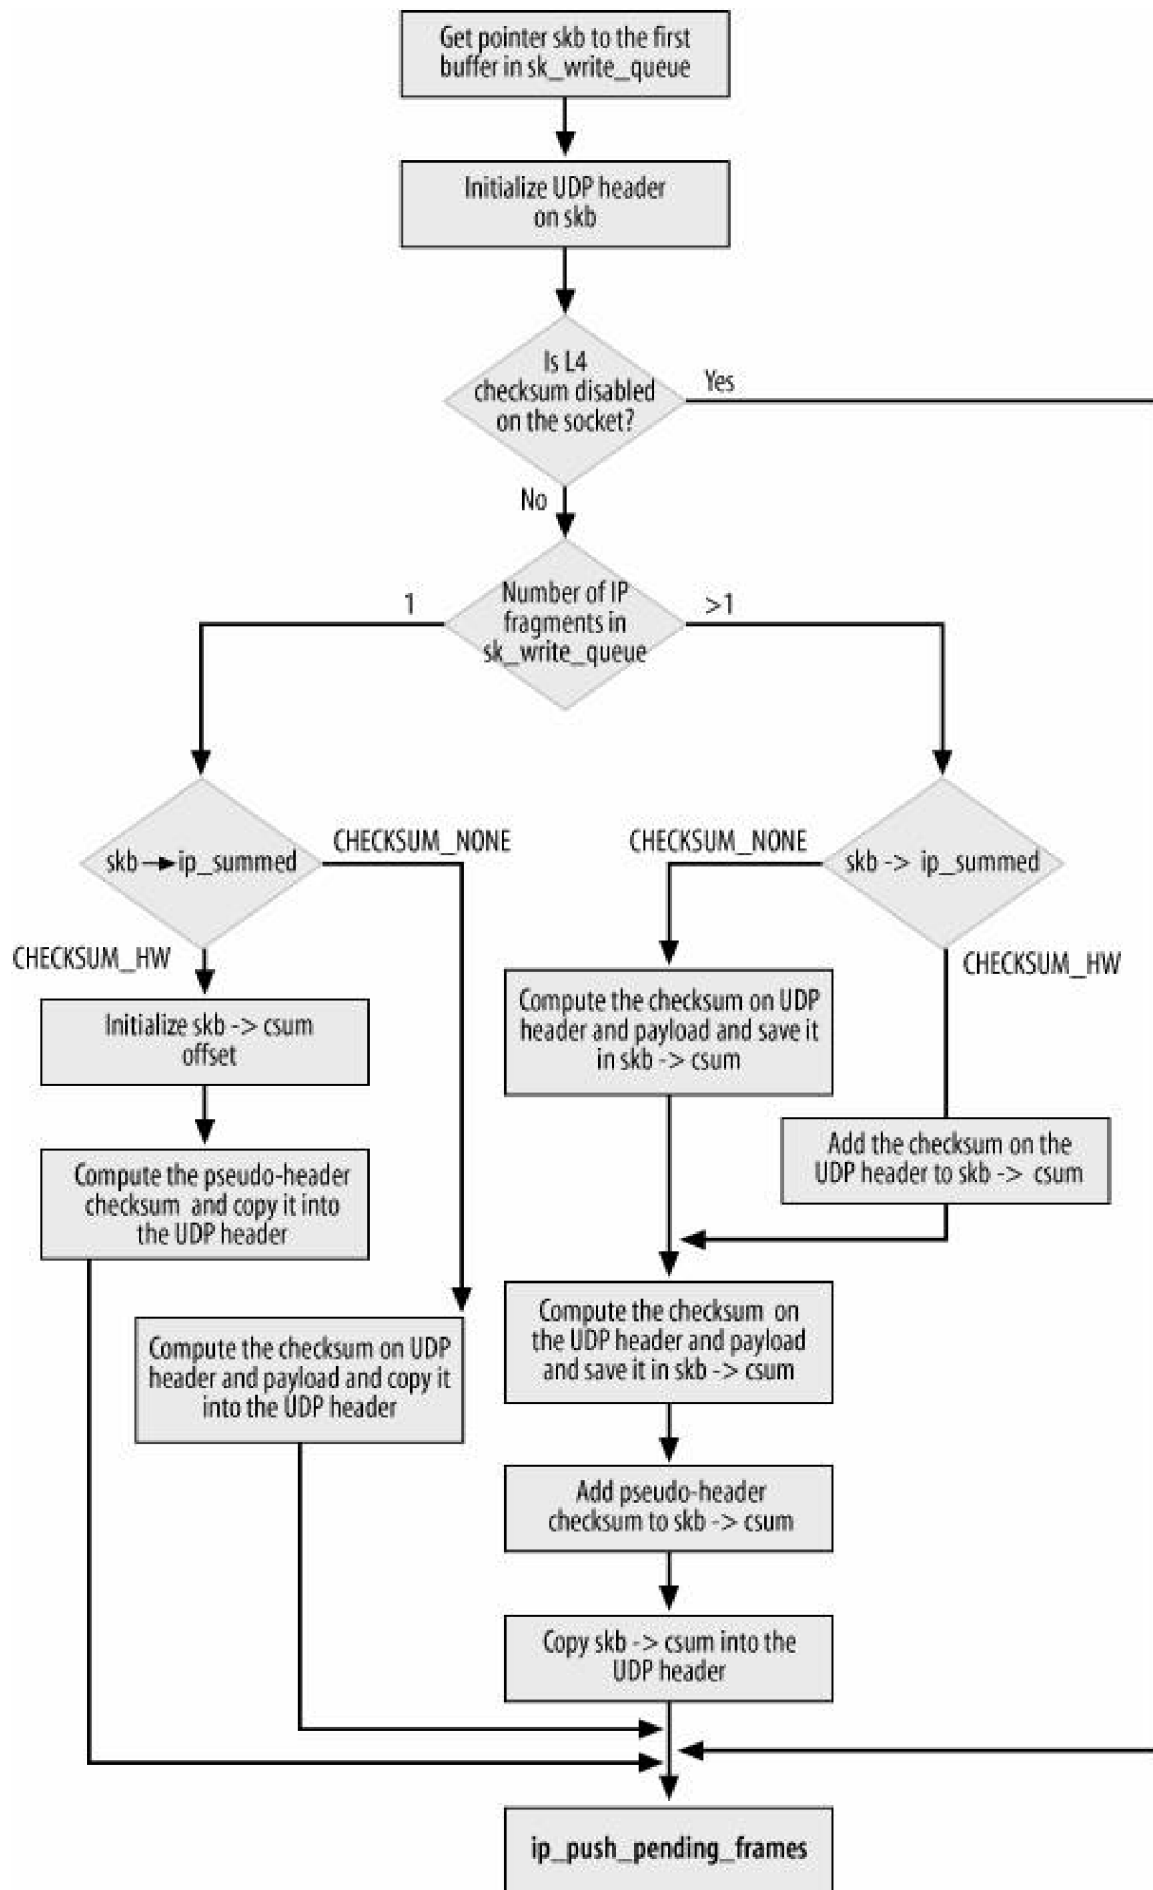 Get pointer skb to the first
buffer in sk_write_queue
Initialize UDP header
on skb
Is L4
checksum disabled
on the socket?
Yes
No
Number of IP
fragments in
sk_write_queue
1
>1
skb → ip_summed
CHECKSUM_NONE
CHECKSUM_HW
CHECKSUM_NONE
skb -> ip_summed
CHECKSUM_HW
Initialize skb -> csum
offset
Compute the pseudo-header
checksum and copy it into
the UDP header
Compute the checksum on UDP
header and payload and copy it
into the UDP header
Compute the checksum on UDP
header and payload and save it
in skb -> csum
Add the checksum on the
UDP header to skb -> csum
Compute the checksum on
the UDP header and payload
and save it in skb -> csum
Add pseudo-header
checksum to skb -> csum
Copy skb -> csum into the
UDP header
ip_push_pending_frames